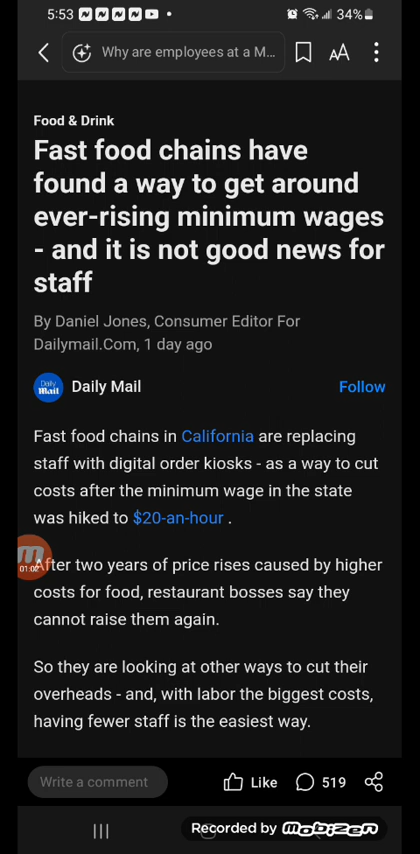 5:53
34%
Why are employees at a M...
AA
Food & Drink
Fast food chains have
found a way to get around
ever-rising minimum wages
- and it is not good news for
staff
By Daniel Jones, Consumer Editor For
Dailymail.Com, 1 day ago
Daily
Mail
Daily Mail
Follow
Fast food chains in California are replacing
staff with digital order kiosks - as a way to cut
costs after the minimum wage in the state
was hiked to $20-an-hour .
01:02
After two years of price rises caused by higher
costs for food, restaurant bosses say they
cannot raise them again.
So they are looking at other ways to cut their
overheads - and, with labor the biggest costs,
having fewer staff is the easiest way.
Write a comment
Like
519
Recorded by mobizen